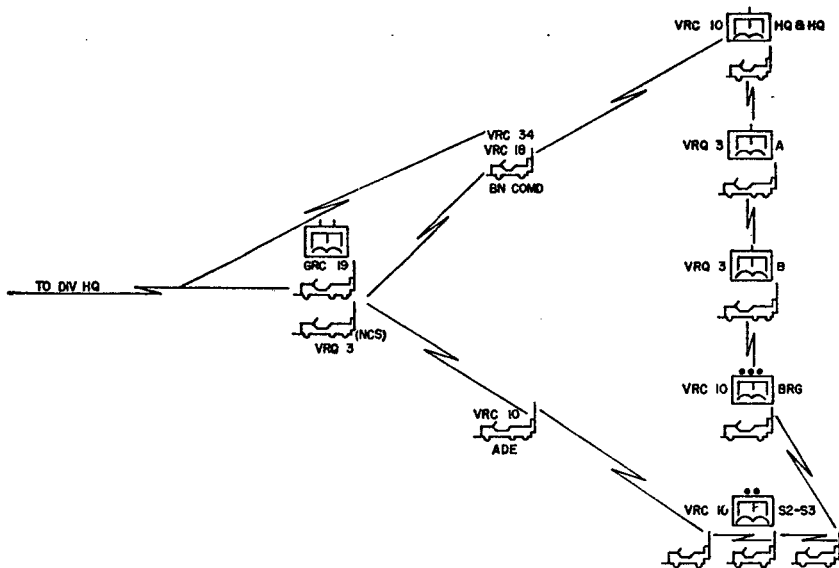 VRC 10 HQ & HQ
VRC 34
VRC 18
BN COMD
VRQ 3 A
GRC 19
VRQ 3 B
TO DIV HQ
(NCS)
VRQ 3
VRC 10 BRG
VRC 10
ADE
VRC 10 S2-S3